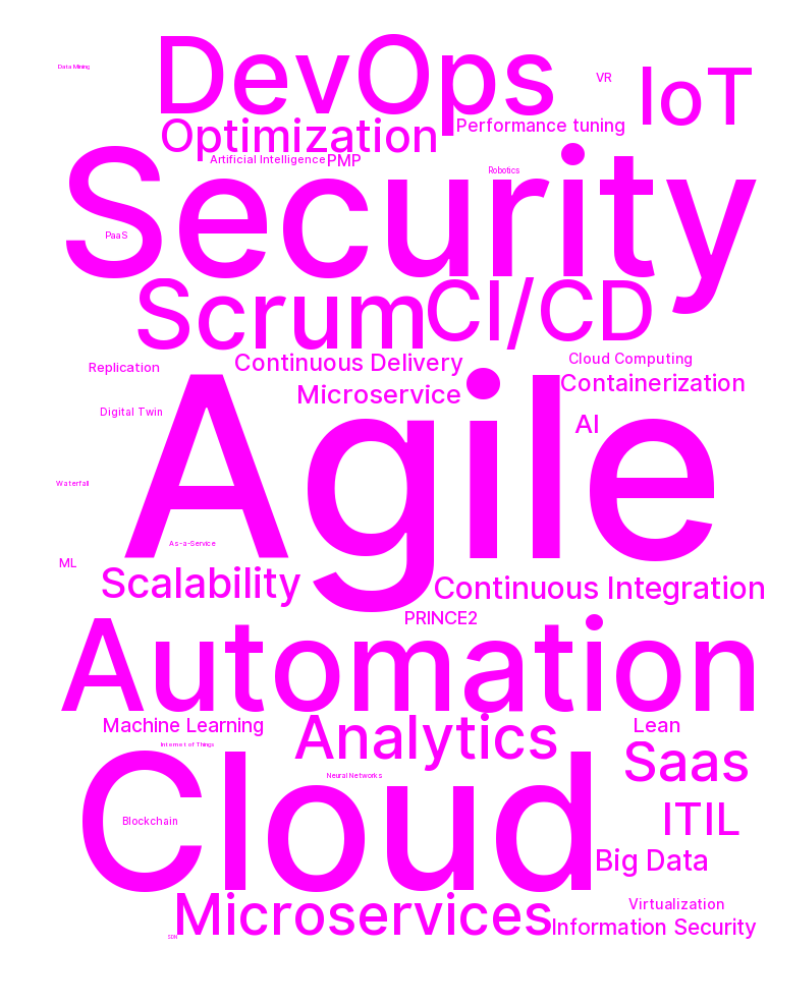 DevOps
Data Mining
VR
IoT
Optimization
Performance tuning
Artificial Intelligence
PMP
Robotics
Security
PaaS
Scrum
CI/CD
Continuous Delivery
Cloud Computing
Replication
Microservice
Containerization
Digital Twin
AI
Agile
Waterfall
As-a-Service
ML
Scalability
Continuous Integration
PRINCE2
Automation
Machine Learning
Analytics
Lean
Internet of Things
Saas
Neural Networks
Cloud
Blockchain
ITIL
Big Data
Microservices
Virtualization
Information Security
SDN